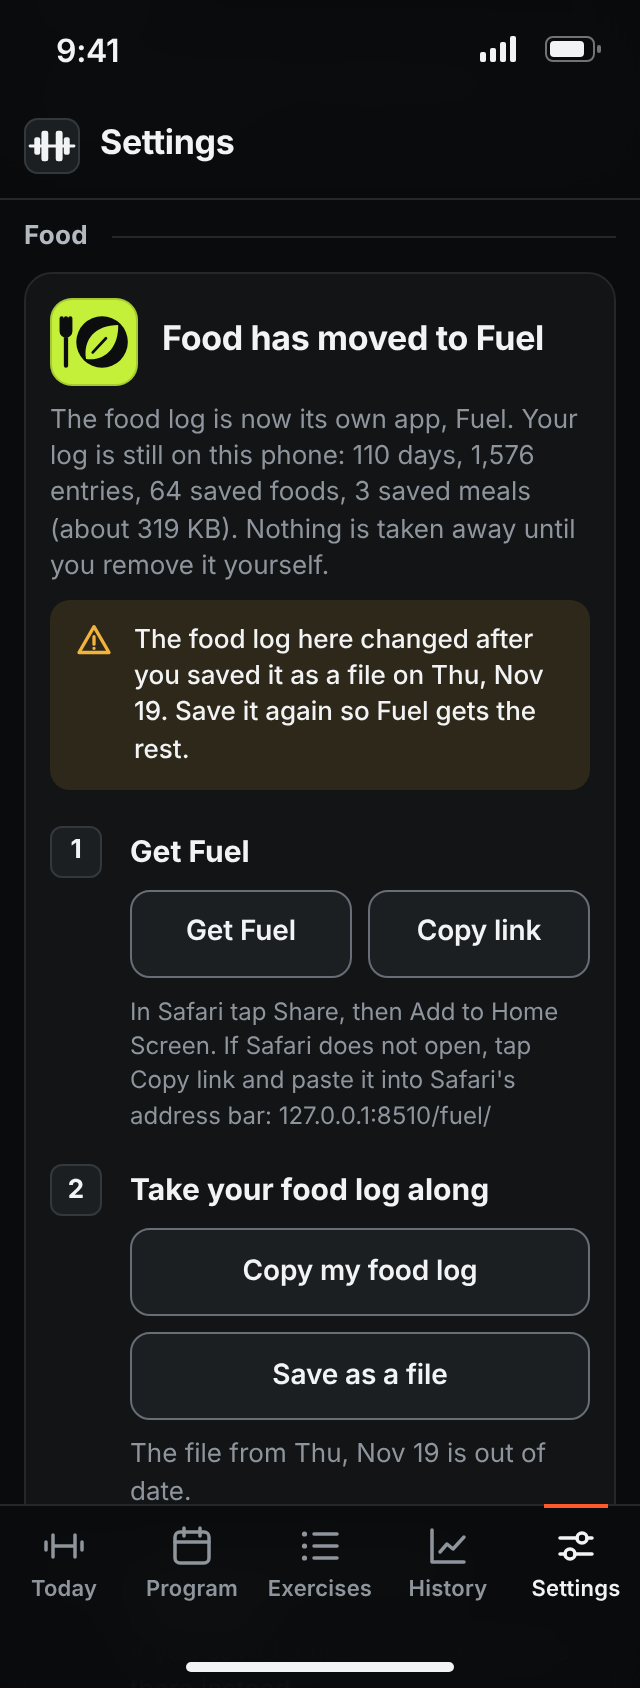 9:41
Settings
Food
Food has moved to Fuel
The food log is now its own app, Fuel. Your
log is still on this phone: 110 days, 1,576
entries, 64 saved foods, 3 saved meals
(about 319 KB). Nothing is taken away until
you remove it yourself.
The food log here changed after
you saved it as a file on Thu, Nov
19. Save it again so Fuel gets the
rest.
1
Get Fuel
Get Fuel
Copy link
In Safari tap Share, then Add to Home
Screen. If Safari does not open, tap
Copy link and paste it into Safari's
address bar: 127.0.0.1:8510/fuel/
2
Take your food log along
Copy my food log
Save as a file
The file from Thu, Nov 19 is out of
date.
Today
Program
Exercises
History
Settings